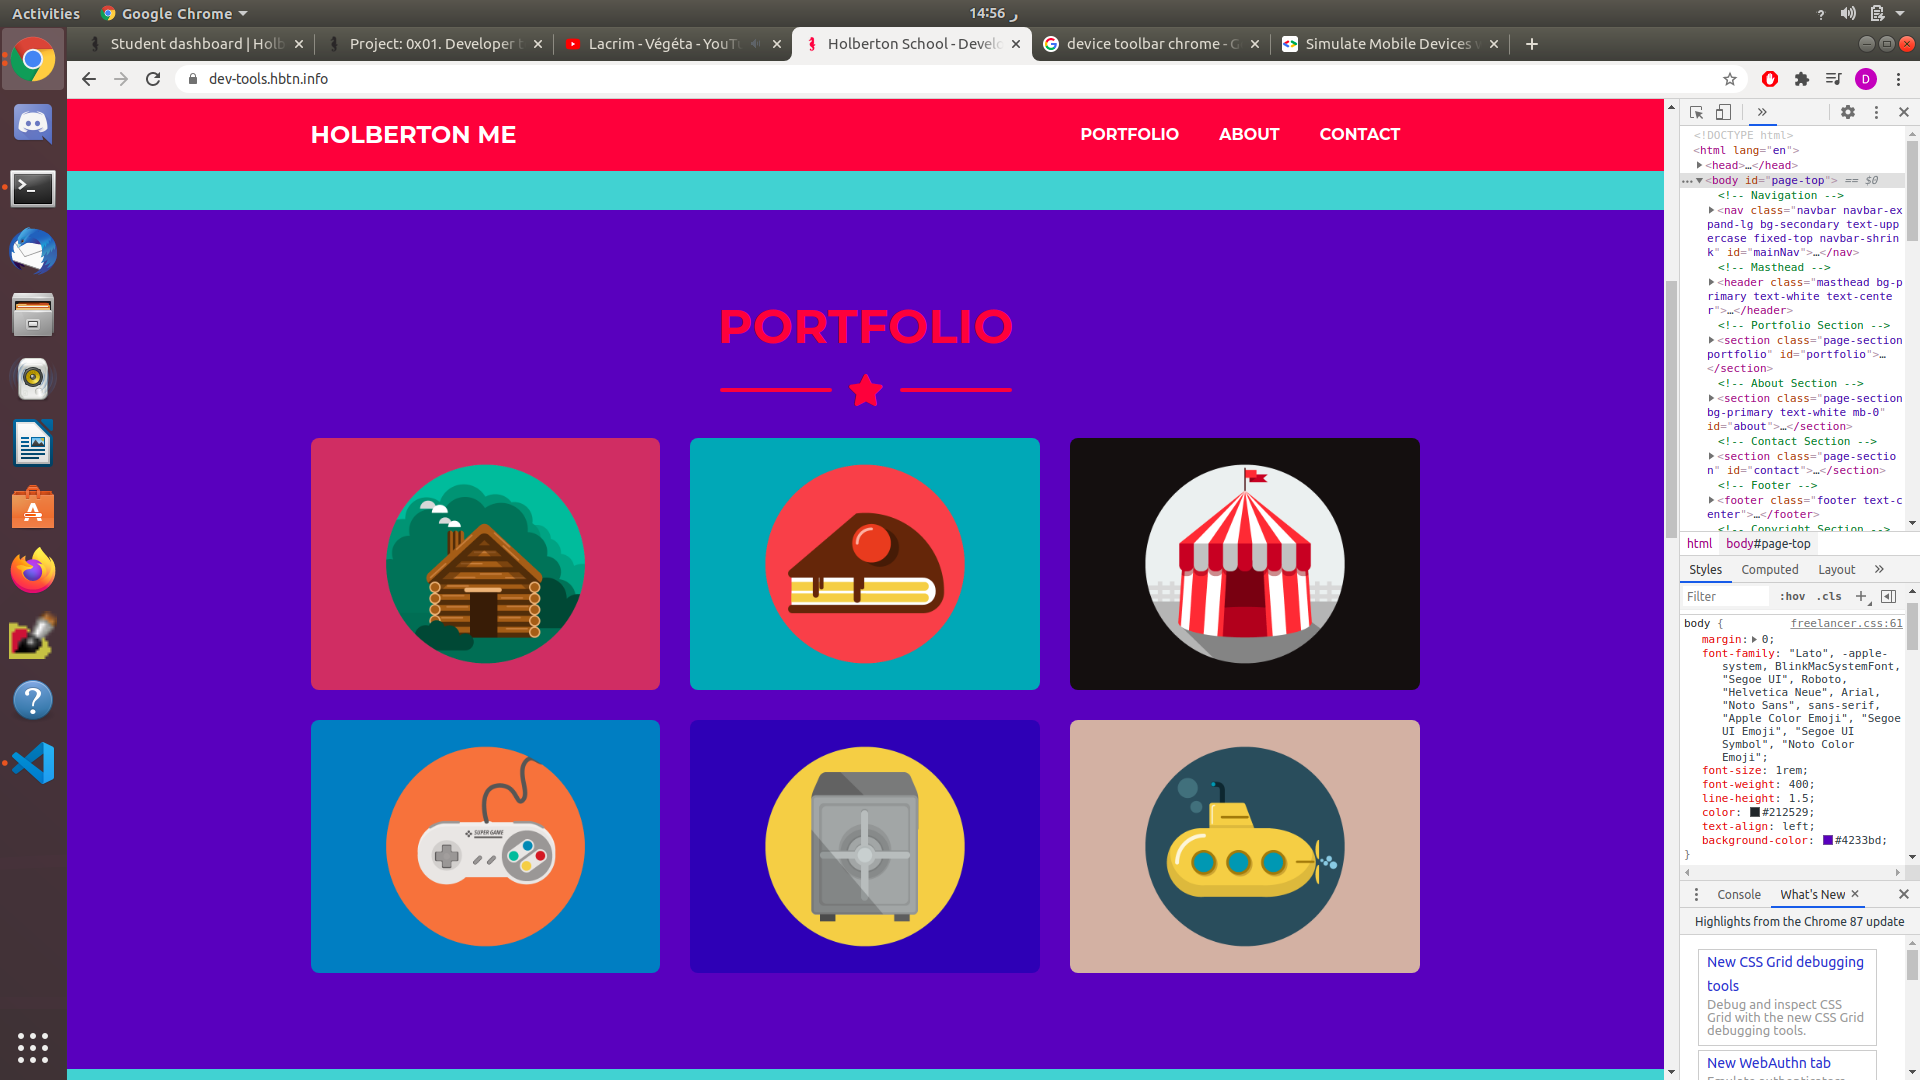 Activities
Google Chrome
14:56 ر
Student dashboard | Holb
Project: 0x01. Developer t
Lacrim - Végéta - YouTu
Holberton School - Develo
device toolbar chrome - G
Simulate Mobile Devices
dev-tools.hbtn.info
D
HOLBERTON ME
PORTFOLIO
ABOUT
CONTACT
PORTFOLIO
SUPER GAME
<!DOCTYPE html>
<html lang="en">
<head>…</head>
<body id="page-top"> == $0
<!-- Navigation -->
<nav class="navbar navbar-ex
pand-lg bg-secondary text-upp
ercase fixed-top navbar-shrin
k" id="mainNav">…</nav>
<!-- Masthead -->
<header class="masthead bg-p
rimary text-white text-cente
r">…</header>
<!-- Portfolio Section -->
<section class="page-section
portfolio" id="portfolio">…
</section>
<!-- About Section -->
<section class="page-section
bg-primary text-white mb-0"
id="about">…</section>
<!-- Contact Section -->
<section class="page-sectio
n" id="contact">…</section>
<!-- Footer -->
<footer class="footer text-c
enter">…</footer>
<!-- Copyright Section -->
html
body#page-top
Styles
Computed
Layout
Filter
:hov
.cls
body {
freelancer.css:61
margin: 0;
font-family: "Lato", -apple-
system, BlinkMacSystemFont,
"Segoe UI", Roboto,
"Helvetica Neue", Arial,
"Noto Sans", sans-serif,
"Apple Color Emoji", "Segoe
UI Emoji", "Segoe UI
Symbol", "Noto Color
Emoji";
font-size: 1rem;
font-weight: 400;
line-height: 1.5;
color: #212529;
text-align: left;
background-color: #4233bd;
}
Console
What's New
Highlights from the Chrome 87 update
New CSS Grid debugging
tools
Debug and inspect CSS
Grid with the new CSS Grid
debugging tools.
New WebAuthn tab